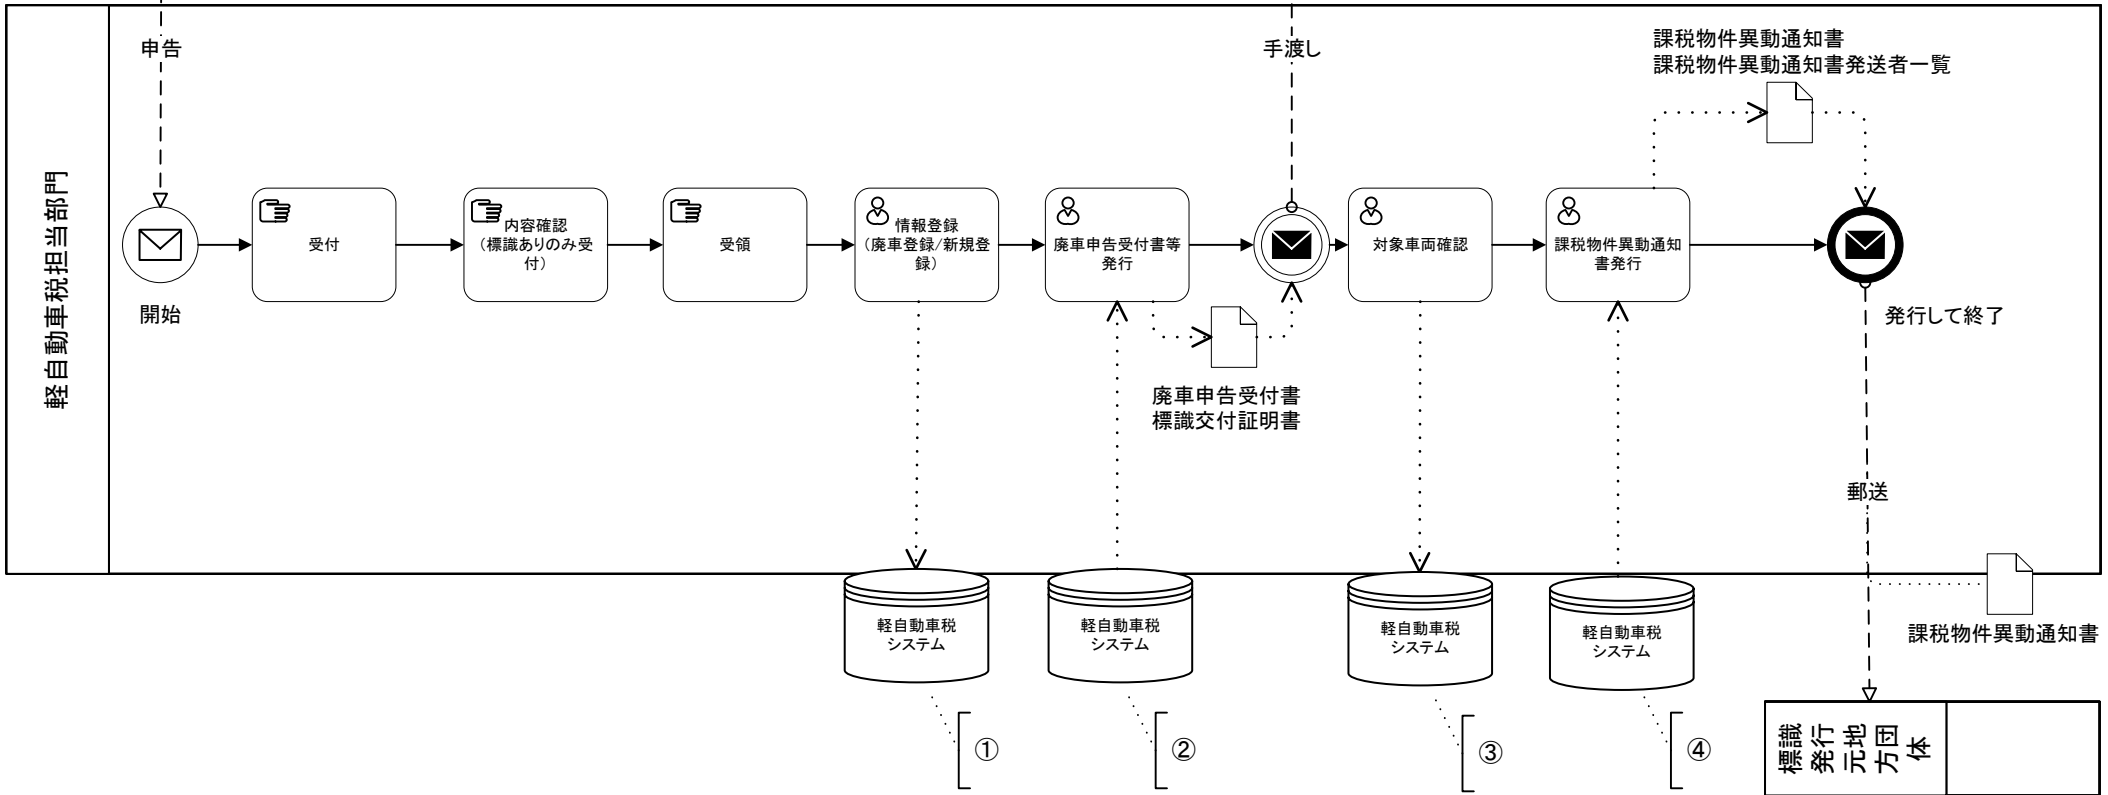 申告
手渡し
課税物件異動通知書
課税物件異動通知書発送者一覧
軽自動車税担当部門
受付
内容確認
（標識ありのみ受
付）
受領
情報登録
（廃車登録/新規登
録）
廃車申告受付書等
発行
対象車両確認
課税物件異動通知
書発行
開始
発行して終了
廃車申告受付書
標識交付証明書
郵送
軽自動車税
システム
軽自動車税
システム
軽自動車税
システム
軽自動車税
システム
課税物件異動通知書
①
②
③
④
標識
発行
元地
方団
体